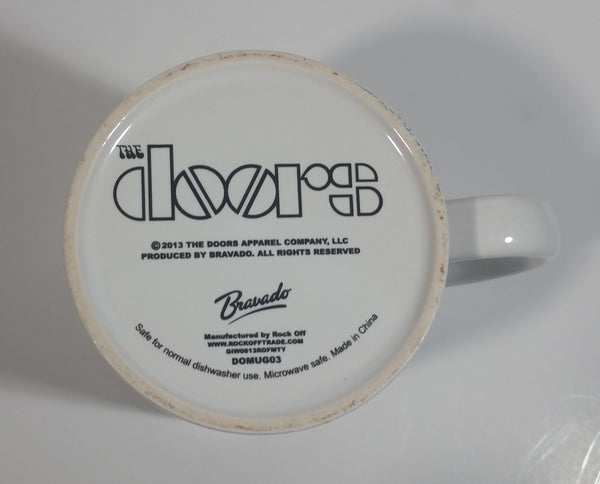 THE
doors
©2013 THE DOORS APPAREL COMPANY, LLC
PRODUCED BY BRAVADO. ALL RIGHTS RESERVED
Bravado
Manufactured by Rock Off
WWW.ROCKOFFTRADE.COM
GIW0613ROFMTY
DOMUG03
Safe for normal dishwasher use. Microwave safe. Made in China